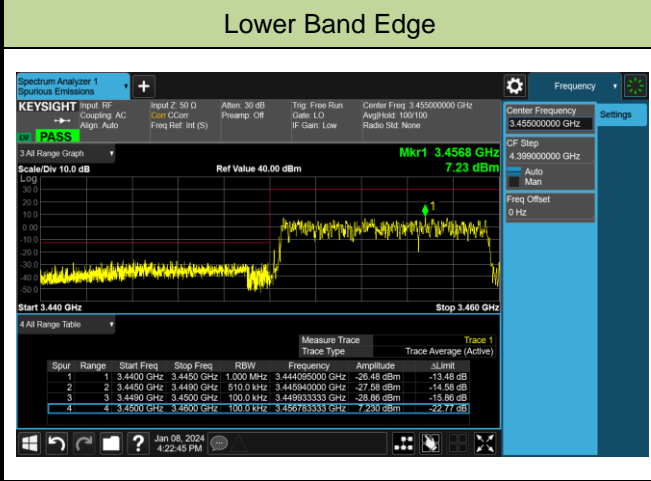 Lower Band Edge
Spectrum Analyzer 1
Spurious Emissions
Frequency
KEYSIGHT Input: RF
Coupling: AC
Align: Auto
Input Z: 50 Ω
Corr CCorr
Freq Ref: Int (S)
Atten: 30 dB
Preamp: Off
Trig: Free Run
Gate: LO
IF Gain: Low
Center Freq: 3.455000000 GHz
Avg|Hold: 100/100
Radio Std: None
PASS
Center Frequency
3.455000000 GHz
Settings
CF Step
4.399000000 GHz
Auto
Man
Freq Offset
0 Hz
3 All Range Graph
Mkr1 3.4568 GHz
Scale/Div 10.0 dB Ref Value 40.00 dBm 7.23 dBm
Log
30.0
20.0
10.0
0.00
-10.0
-20.0
-30.0
-40.0
-50.0
1
Start 3.440 GHz Stop 3.460 GHz
4 All Range Table
Measure Trace Trace 1
Trace Type Trace Average (Active)
Spur Range Start Freq Stop Freq RBW Frequency Amplitude ΔLimit
1 1 3.4400 GHz 3.4450 GHz 1.000 MHz 3.444095000 GHz -26.48 dBm -13.48 dB
2 2 3.4450 GHz 3.4490 GHz 510.0 kHz 3.445940000 GHz -27.58 dBm -14.58 dB
3 3 3.4490 GHz 3.4500 GHz 100.0 kHz 3.449933333 GHz -28.86 dBm -15.86 dB
4 4 3.4500 GHz 3.4600 GHz 100.0 kHz 3.456783333 GHz 7.230 dBm -22.77 dB
Jan 08, 2024
4:22:45 PM